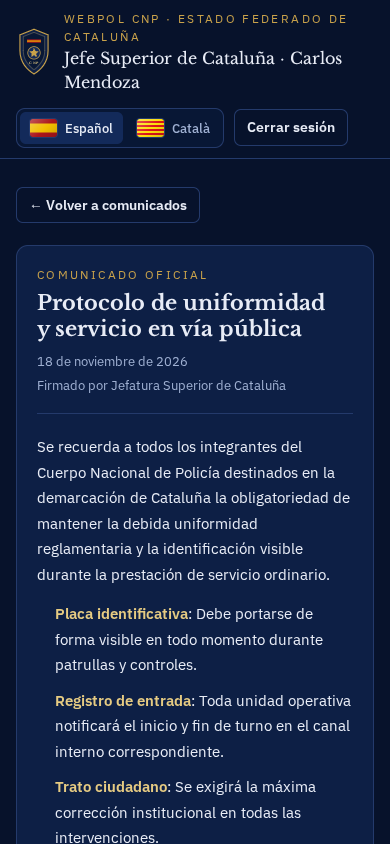 WEBPOL CNP · ESTADO FEDERADO DE
CATALUÑA
Jefe Superior de Cataluña · Carlos
Mendoza
Español
Català
Cerrar sesión
← Volver a comunicados
COMUNICADO OFICIAL
Protocolo de uniformidad
y servicio en vía pública
18 de noviembre de 2026
Firmado por Jefatura Superior de Cataluña
Se recuerda a todos los integrantes del
Cuerpo Nacional de Policía destinados en la
demarcación de Cataluña la obligatoriedad de
mantener la debida uniformidad
reglamentaria y la identificación visible
durante la prestación de servicio ordinario.
Placa identificativa: Debe portarse de
forma visible en todo momento durante
patrullas y controles.
Registro de entrada: Toda unidad operativa
notificará el inicio y fin de turno en el canal
interno correspondiente.
Trato ciudadano: Se exigirá la máxima
corrección institucional en todas las
intervenciones.